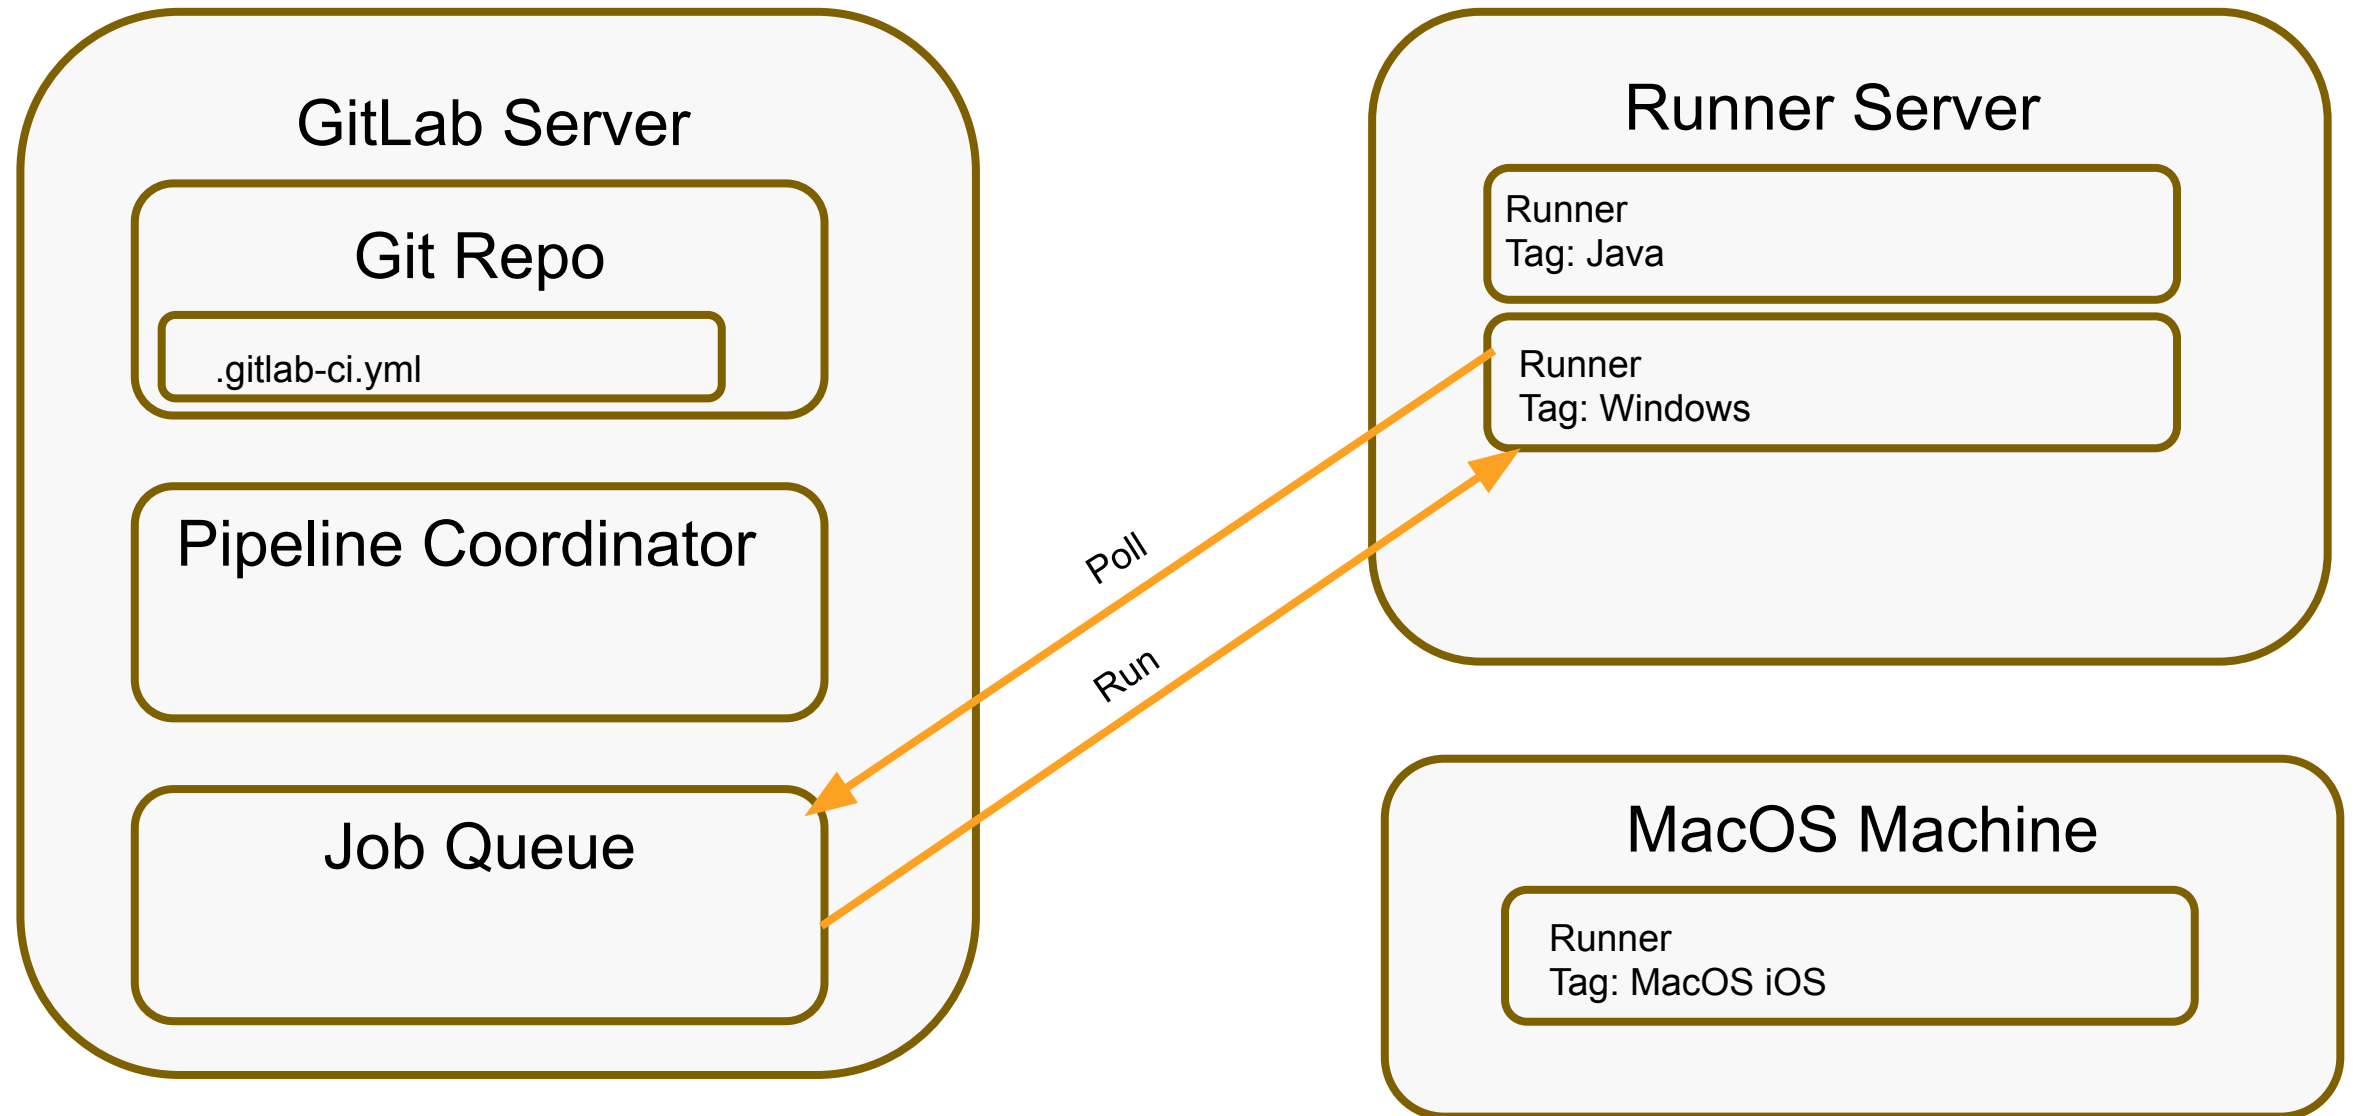 GitLab Server
Git Repo
.gitlab-ci.yml
Pipeline Coordinator
Job Queue
Poll
Run
Runner Server
Runner
Tag: Java
Runner
Tag: Windows
MacOS Machine
Runner
Tag: MacOS iOS